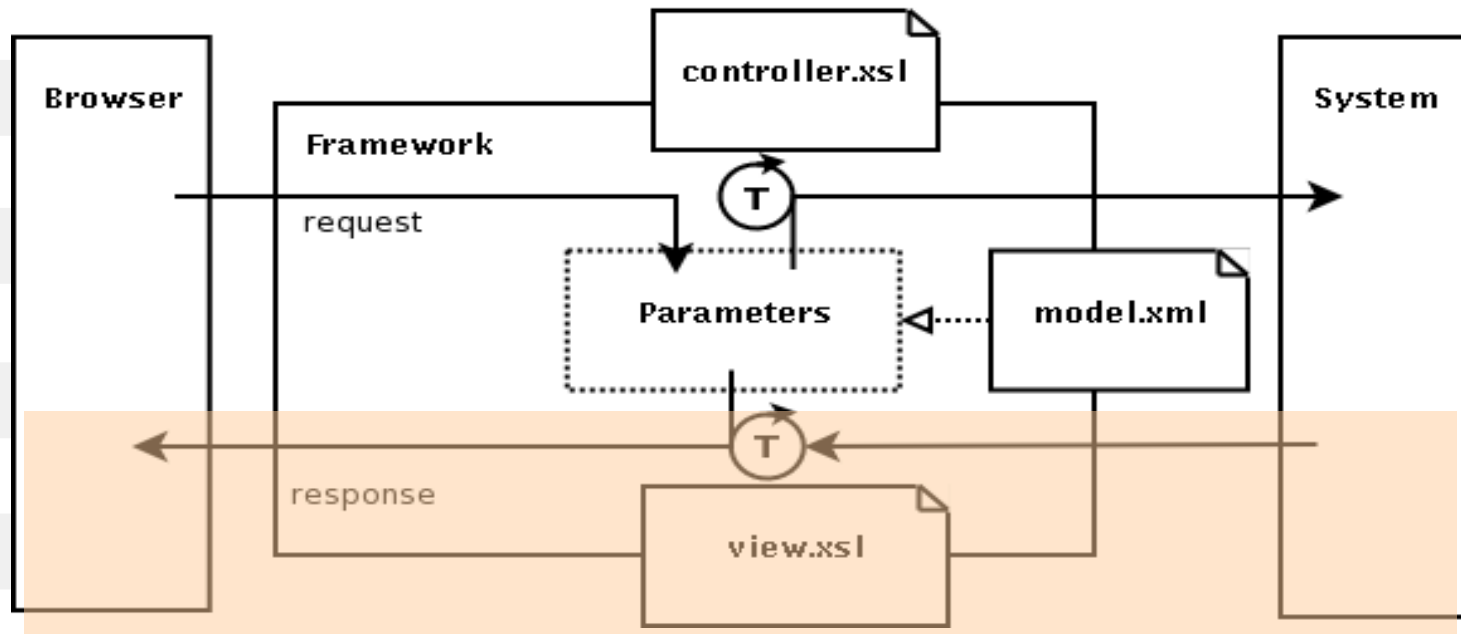 controller.xsl
Browser
System
Framework
T
request
Parameters
model.xml
T
response
view.xsl